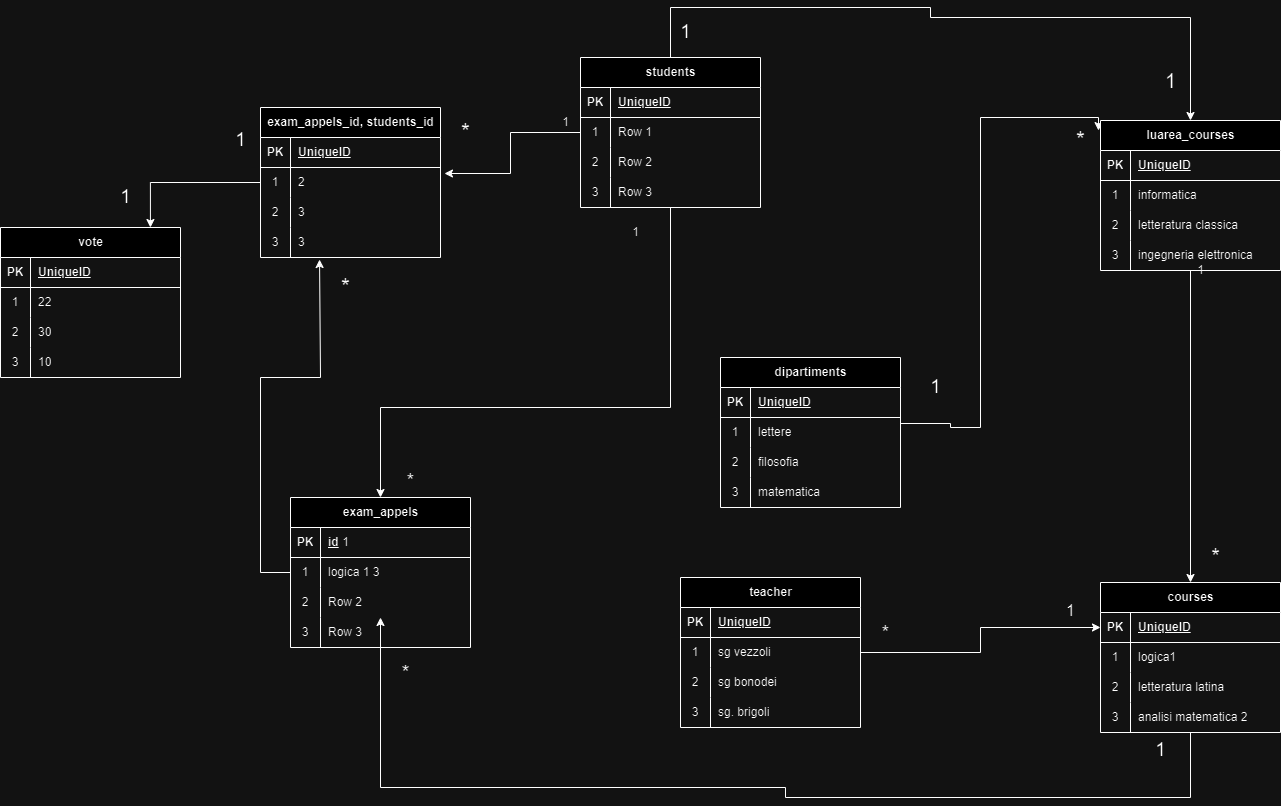 1
1
students
PK UniqueID
1 Row 1
2 Row 2
3 Row 3
1
1
exam_appels_id, students_id
PK UniqueID
1 2
2 3
3 3
*
1
1
*
vote
PK UniqueID
1 22
2 30
3 10
luarea_courses
PK UniqueID
1 informatica
2 letteratura classica
3 ingegneria elettronica
*
1
dipartiments
PK UniqueID
1 lettere
2 filosofia
3 matematica
1
exam_appels
PK id 1
1 logica 1 3
2 Row 2
3 Row 3
*
*
teacher
PK UniqueID
1 sg vezzoli
2 sg bonodei
3 sg. brigoli
*
1
courses
PK UniqueID
1 logica1
2 letteratura latina
3 analisi matematica 2
*
1